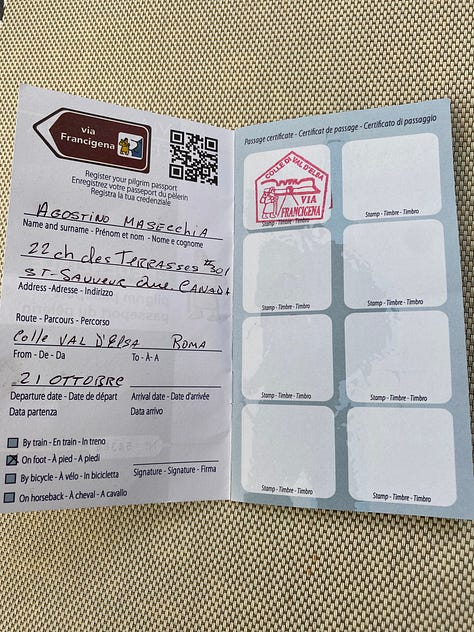 via
Francigena
Register your pilgrim passport
Enregistrez votre passeport du pèlerin
Registra la tua credenziale
AGOSTINO MASECCHIA
Name and surname - Prénom et nom - Nome e cognome
22 ch des TERRASSES #301
ST-SAUVEUR Que. CANADA
Address - Adresse - Indirizzo
Route - Parcours - Percorso
Colle VAL D'ELSA ROMA
From - De - Da To - À - A
21 OTTOBRE
Departure date - Date de départ Arrival date - Date d'arrivée
Data partenza Data arrivo
By train - En train - In treno
On foot - À pied - A piedi
By bicycle - À vélo - In bicicletta
Signature - Signature - Firma
On horseback - À cheval - A cavallo
Passage certificate - Certificat de passage - Certificato di passaggio
COLLE DI VAL D'ELSA
VIA
FRANCIGENA
Stamp - Timbre - Timbro
Stamp - Timbre - Timbro
Stamp - Timbre - Timbro
Stamp - Timbre - Timbro
Stamp - Timbre - Timbro
Stamp - Timbre - Timbro
Stamp - Timbre - Timbro
Stamp - Timbre - Timbro